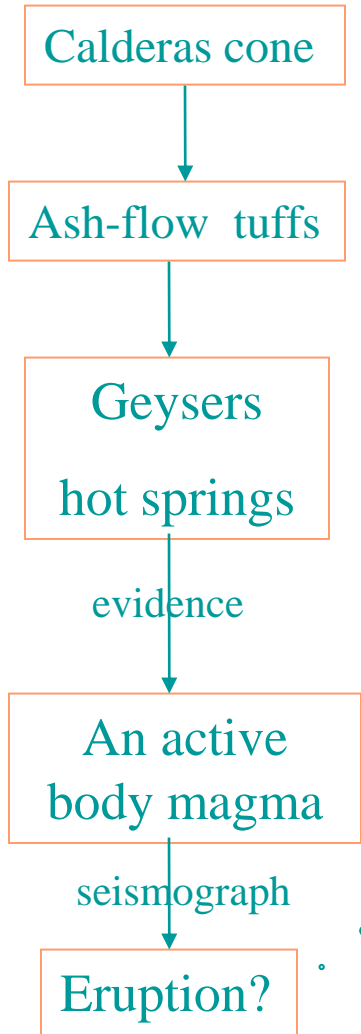 Calderas cone
Ash-flow tuffs
Geysers
hot springs
evidence
An active
body magma
seismograph
Eruption?